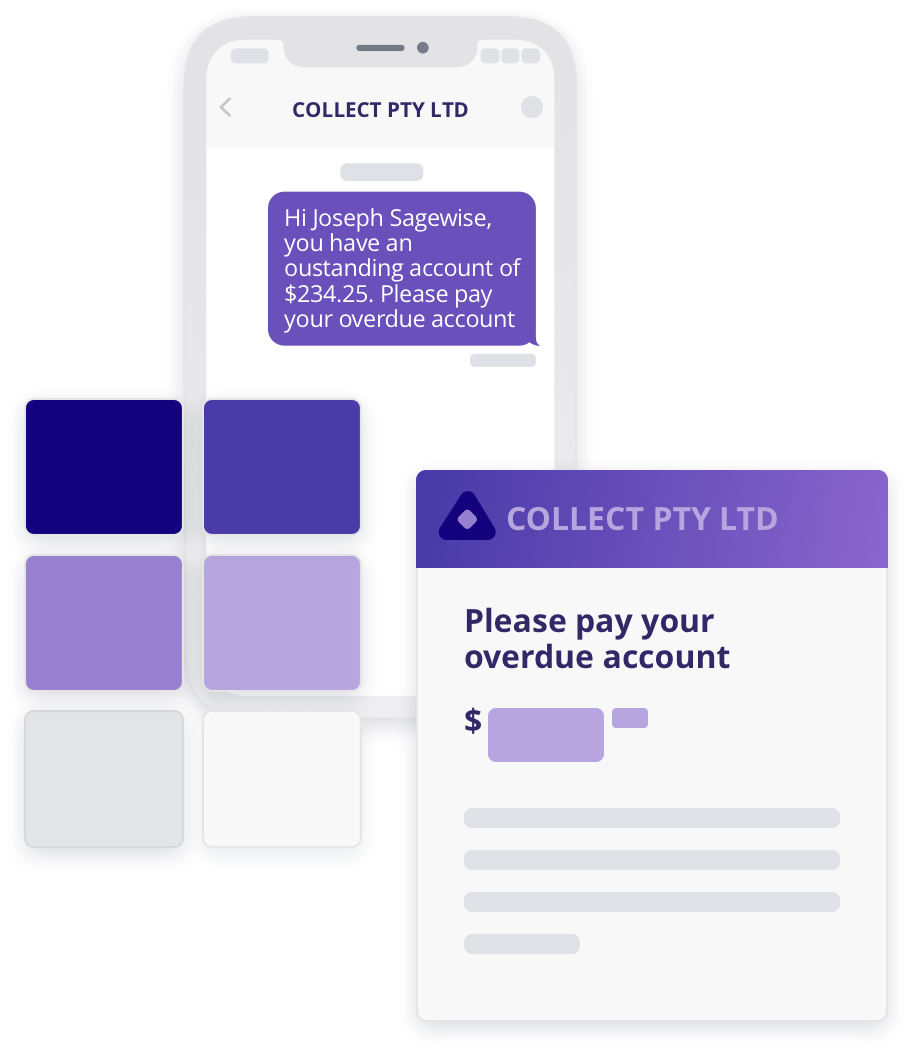 COLLECT PTY LTD
Hi Joseph Sagewise,
you have an
oustanding account of
$234.25. Please pay
your overdue account
COLLECT PTY LTD
Please pay your
overdue account
$